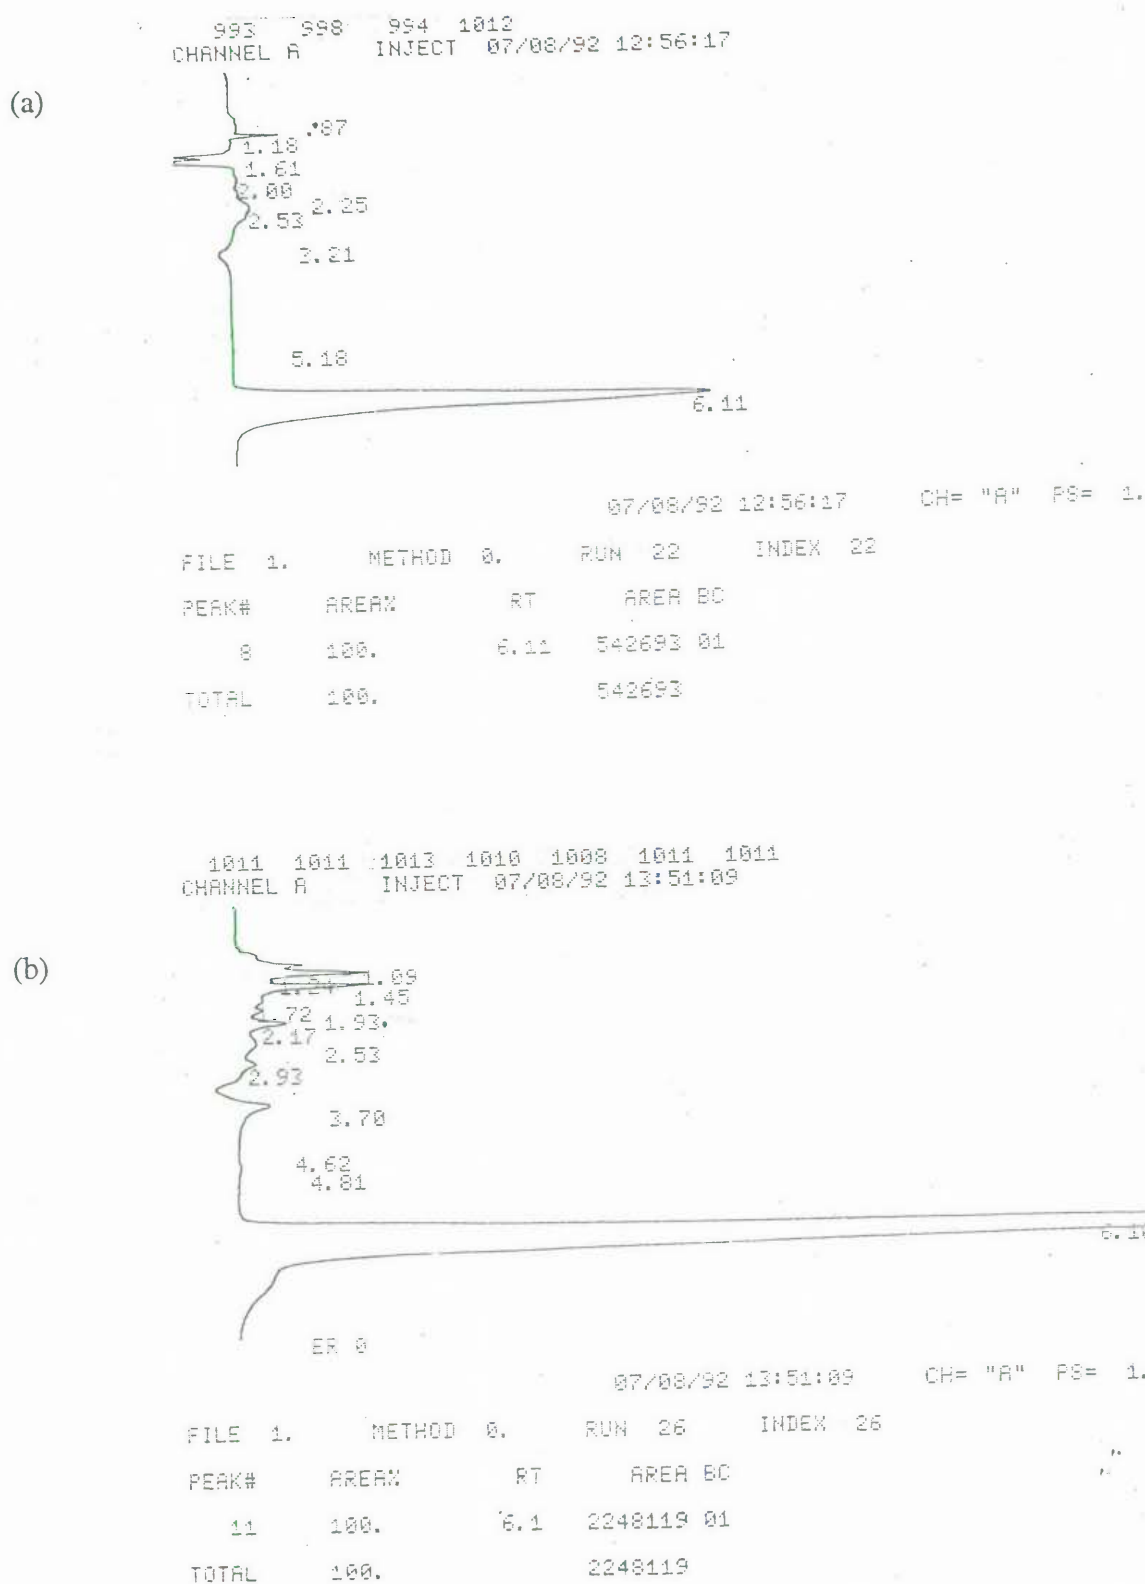 993 998 994 1012
CHANNEL A INJECT 07/08/92 12:56:17
(a)
.87
1.18
1.61
2.00
2.25
2.53
3.21
5.18
6.11
07/08/92 12:56:17 CH= "A" PS= 1.
FILE 1. METHOD 0. RUN 22 INDEX 22
PEAK# AREA% RT AREA BC
8 100. 6.11 542693 01
TOTAL 100. 542693
1011 1011 1013 1010 1008 1011 1011
CHANNEL A INJECT 07/08/92 13:51:09
(b)
1.09
1.24
1.45
.72
1.93
2.17
2.53
2.93
3.70
4.62
4.81
ER 0
07/08/92 13:51:09 CH= "A" PS= 1.
FILE 1. METHOD 0. RUN 26 INDEX 26
PEAK# AREA% RT AREA BC
11 100. 6.1 2248119 01
TOTAL 100. 2248119